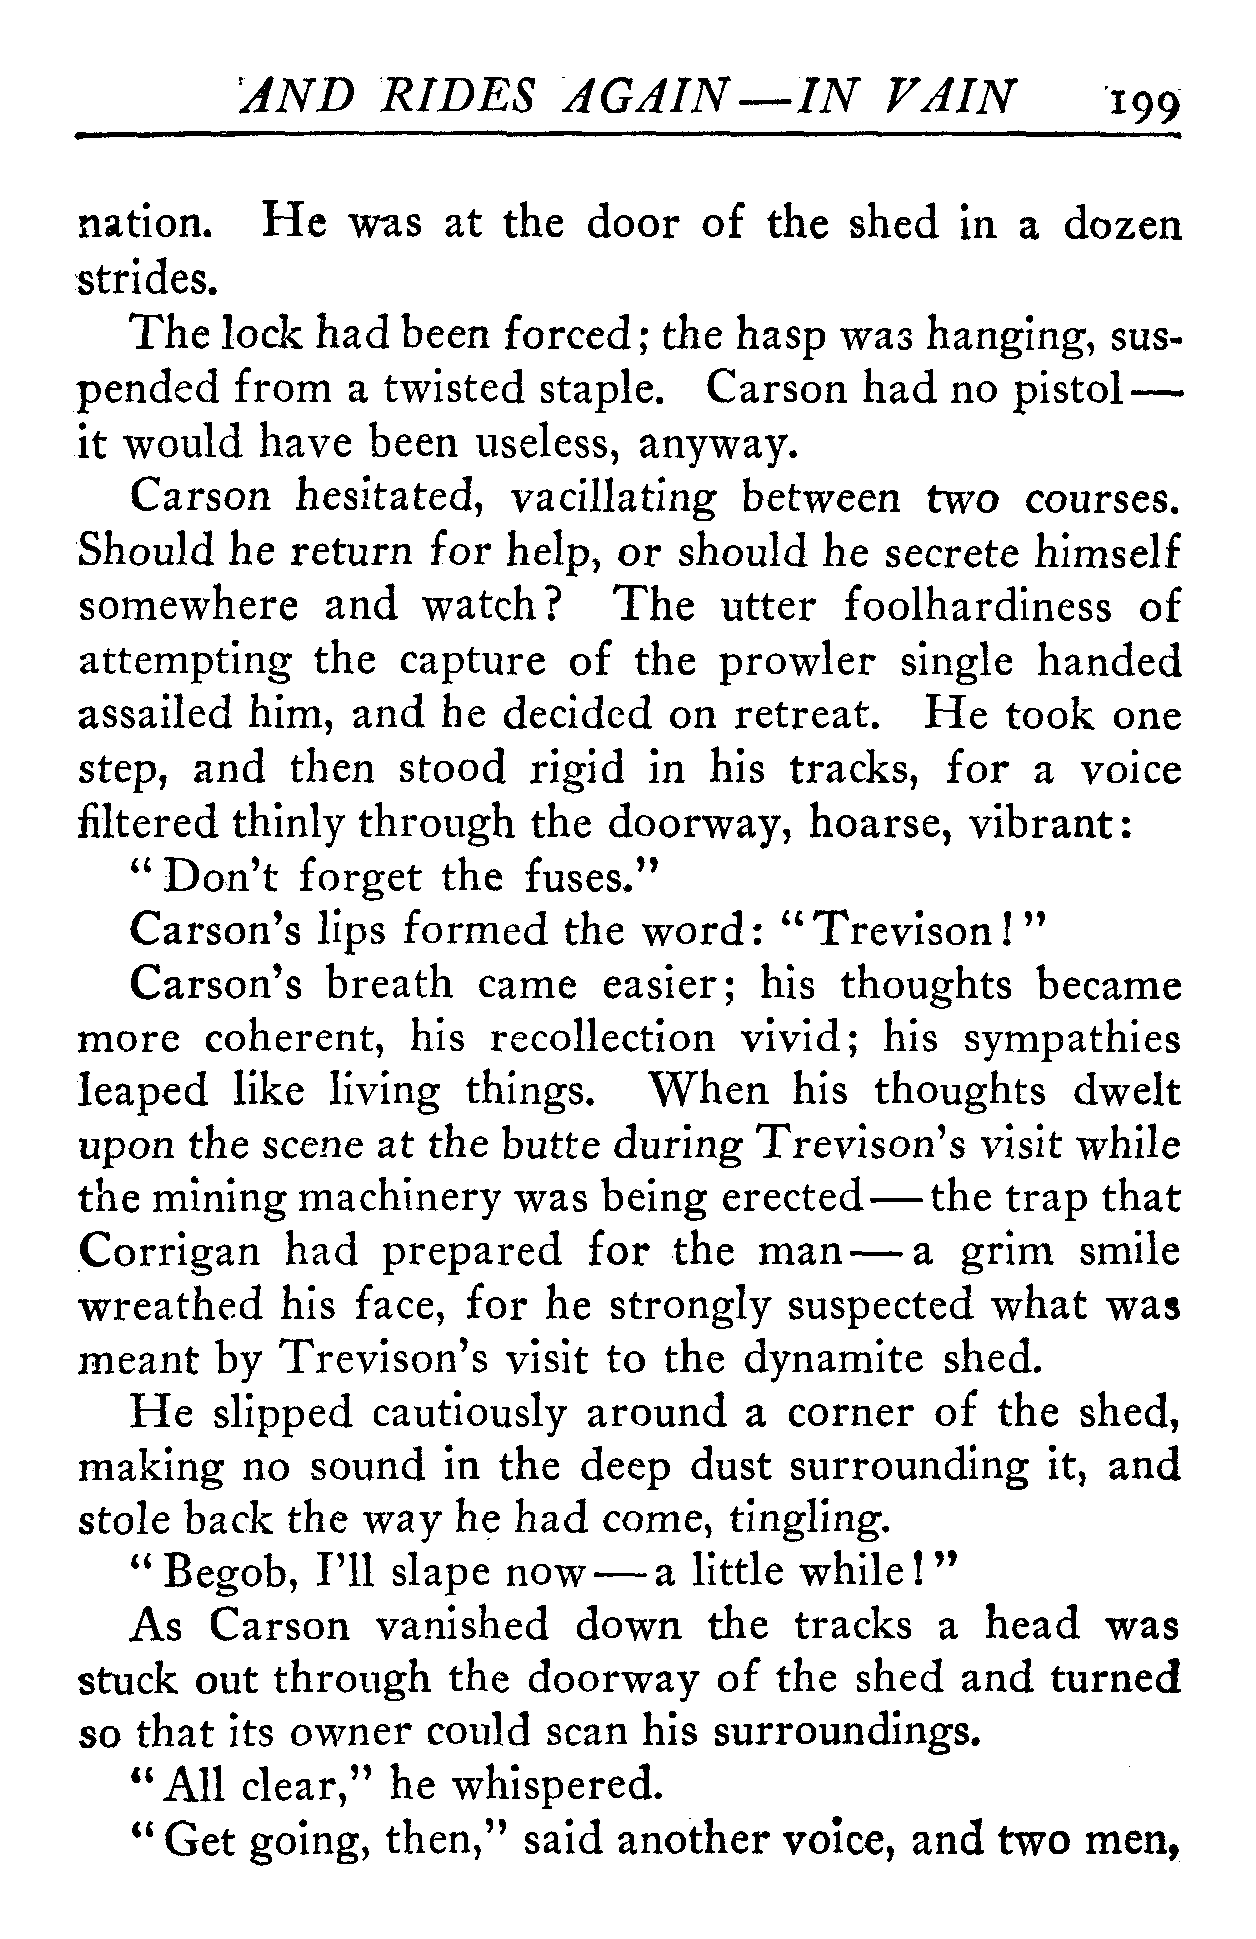 AND RIDES AGAIN—IN VAIN 199
nation. He was at the door of the shed in a dozen
strides.
The lock had been forced; the hasp was hanging, sus-
pended from a twisted staple. Carson had no pistol—
it would have been useless, anyway.
Carson hesitated, vacillating between two courses.
Should he return for help, or should he secrete himself
somewhere and watch? The utter foolhardiness of
attempting the capture of the prowler single handed
assailed him, and he decided on retreat. He took one
step, and then stood rigid in his tracks, for a voice
filtered thinly through the doorway, hoarse, vibrant:
"Don't forget the fuses."
Carson's lips formed the word: "Trevison!"
Carson's breath came easier; his thoughts became
more coherent, his recollection vivid; his sympathies
leaped like living things. When his thoughts dwelt
upon the scene at the butte during Trevison's visit while
the mining machinery was being erected—the trap that
Corrigan had prepared for the man—a grim smile
wreathed his face, for he strongly suspected what was
meant by Trevison's visit to the dynamite shed.
He slipped cautiously around a corner of the shed,
making no sound in the deep dust surrounding it, and
stole back the way he had come, tingling.
"Begob, I'll slape now—a little while!"
As Carson vanished down the tracks a head was
stuck out through the doorway of the shed and turned
so that its owner could scan his surroundings.
"All clear," he whispered.
"Get going, then," said another voice, and two men,